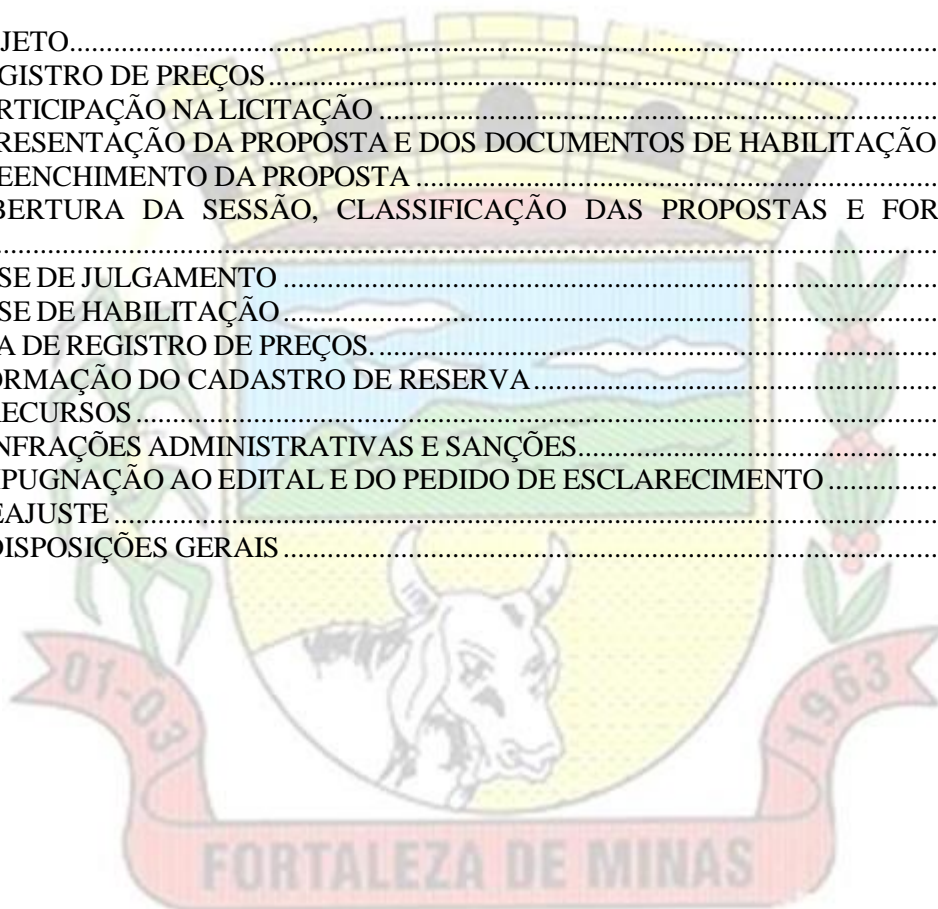 JETO....................................................................................................................
GISTRO DE PREÇOS.......................................................................................
RTICIPAÇÃO NA LICITAÇÃO.........................................................................
RESENTAÇÃO DA PROPOSTA E DOS DOCUMENTOS DE HABILITAÇÃO
EENCHIMENTO DA PROPOSTA....................................................................
BERTURA DA SESSÃO, CLASSIFICAÇÃO DAS PROPOSTAS E FOR
............................................................................................................................
SE DE JULGAMENTO......................................................................................
SE DE HABILITAÇÃO......................................................................................
A DE REGISTRO DE PREÇOS.........................................................................
ORMAÇÃO DO CADASTRO DE RESERVA....................................................
RECURSOS.........................................................................................................
NFRAÇÕES ADMINISTRATIVAS E SANÇÕES..............................................
PUGNAÇÃO AO EDITAL E DO PEDIDO DE ESCLARECIMENTO...............
EAJUSTE............................................................................................................
DISPOSIÇÕES GERAIS.....................................................................................
01-03
1963
FORTALEZA DE MINAS